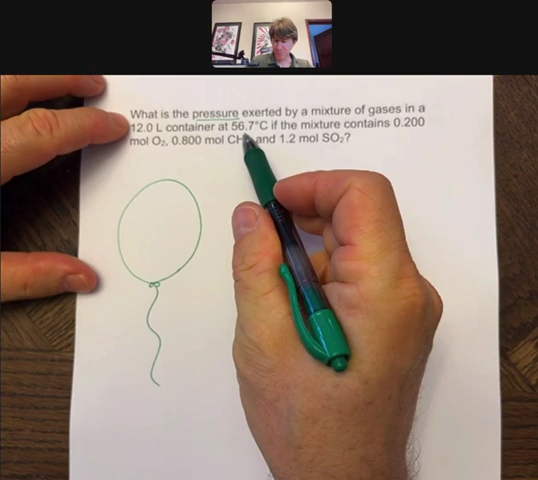 What is the pressure exerted by a mixture of gases in a
12.0 L container at 56.7°C if the mixture contains 0.200
mol O₂, 0.800 mol CH and 1.2 mol SO₂?